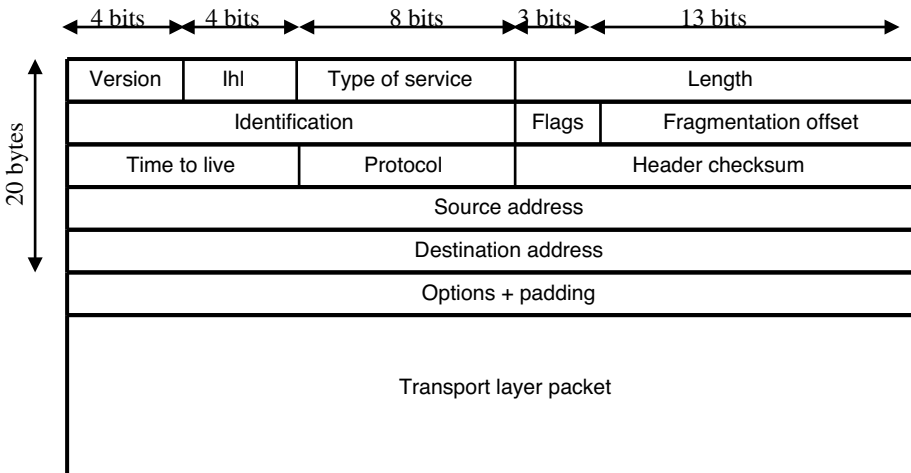 4 bits 4 bits 8 bits 3 bits 13 bits
Version Ihl Type of service Length
Identification Flags Fragmentation offset
Time to live Protocol Header checksum
Source address
Destination address
20 bytes
Options + padding
Transport layer packet